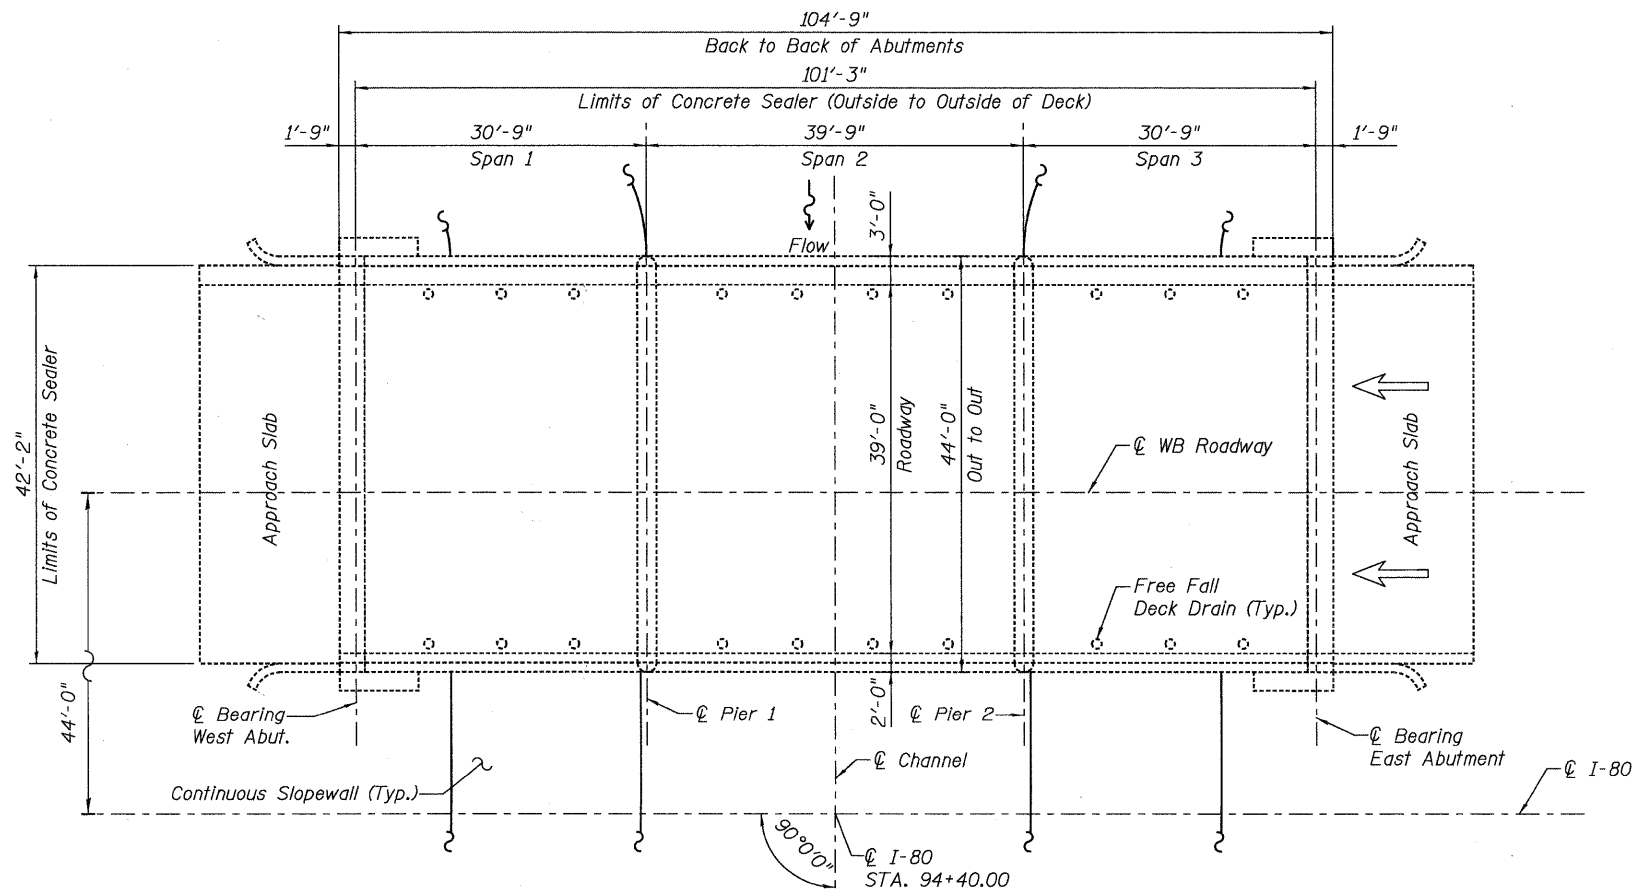 104'-9"
Back to Back of Abutments
101'-3"
Limits of Concrete Sealer (Outside to Outside of Deck)
1'-9"
30'-9"
39'-9"
30'-9"
1'-9"
Span 1
Span 2
Span 3
3'-0"
Flow
42'-2"
Limits of Concrete Sealer
Approach Slab
39'-0"
Roadway
44'-0"
Out to Out
℄ WB Roadway
Approach Slab
Free Fall
Deck Drain (Typ.)
44'-0"
2'-0"
℄ Bearing
West Abut.
℄ Pier 1
℄ Pier 2
℄ Bearing
East Abutment
℄ Channel
℄ I-80
Continuous Slopewall (Typ.)
90°0'0"
℄ I-80
STA. 94+40.00